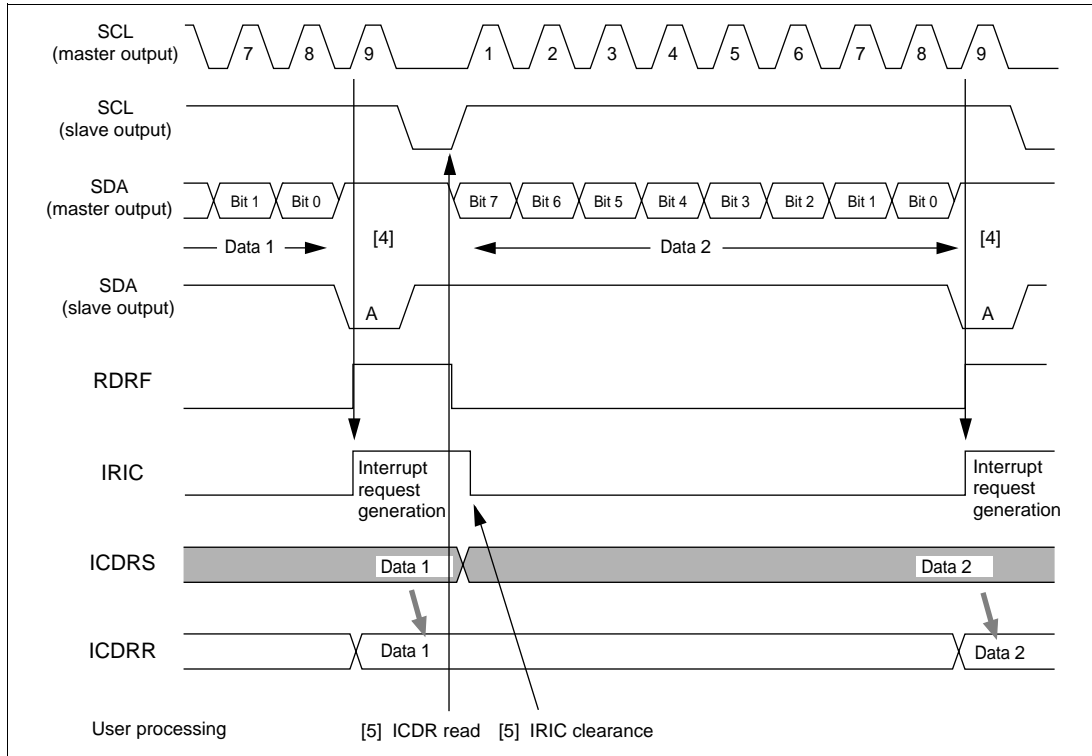 SCL
(master output)
7 8 9 1 2 3 4 5 6 7 8 9
SCL
(slave output)
SDA
(master output)
Bit 1 Bit 0 Bit 7 Bit 6 Bit 5 Bit 4 Bit 3 Bit 2 Bit 1 Bit 0
Data 1 [4] Data 2 [4]
SDA
(slave output)
A A
RDRF
IRIC
Interrupt
request
generation
Interrupt
request
generation
ICDRS
Data 1 Data 2
ICDRR
Data 1 Data 2
User processing [5] ICDR read [5] IRIC clearance